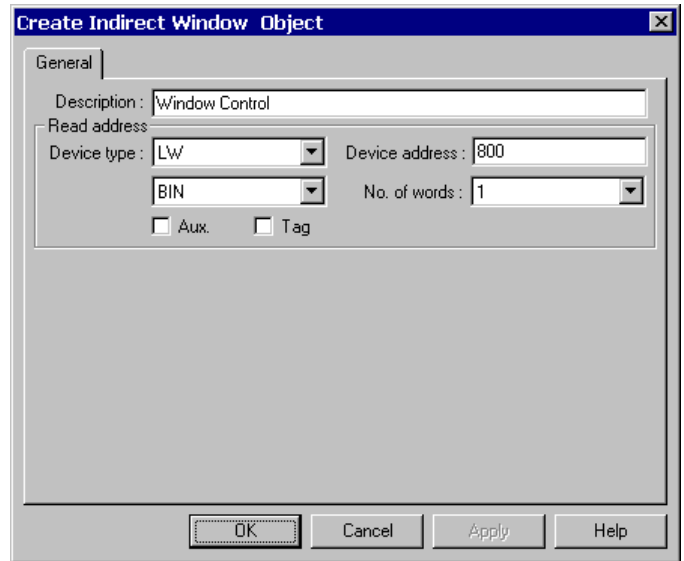 Create Indirect Window Object
General
Description : Window Control
Read address
Device type : LW Device address : 800
BIN No. of words : 1
Aux. Tag
OK Cancel Apply Help